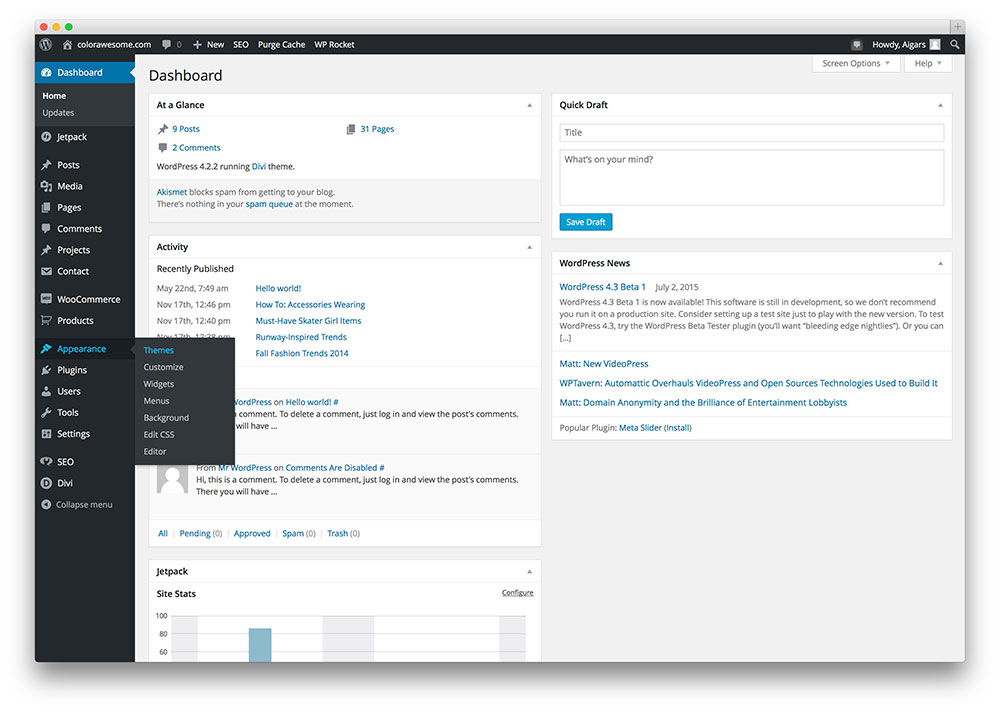 colorawesome.com 0 + New SEO Purge Cache WP Rocket Howdy, Aigars
Screen Options Help
Dashboard
Home
Updates
Jetpack
Posts
Media
Pages
Comments
Projects
Contact
WooCommerce
Products
Appearance
Plugins
Users
Tools
Settings
SEO
Divi
Collapse menu
Themes
Customize
Widgets
Menus
Background
Edit CSS
Editor
Dashboard
At a Glance
9 Posts 31 Pages
2 Comments
WordPress 4.2.2 running Divi theme.
Akismet blocks spam from getting to your blog.
There's nothing in your spam queue at the moment.
Activity
Recently Published
May 22nd, 7:49 am Hello world!
Nov 17th, 12:46 pm How To: Accessories Wearing
Nov 17th, 12:40 pm Must-Have Skater Girl Items
Nov 17th, 12:38 pm Runway-Inspired Trends
Fall Fashion Trends 2014
WordPress on Hello world! #
a comment. To delete a comment, just log in and view the post's comments.
will have ...
From Mr WordPress on Comments Are Disabled #
Hi, this is a comment. To delete a comment, just log in and view the post's comments.
There you will have ...
All | Pending (0) | Approved | Spam (0) | Trash (0)
Jetpack
Site Stats Configure
100
80
60
Quick Draft
Title
What's on your mind?
Save Draft
WordPress News
WordPress 4.3 Beta 1 July 2, 2015
WordPress 4.3 Beta 1 is now available! This software is still in development, so we don't recommend
you run it on a production site. Consider setting up a test site just to play with the new version. To test
WordPress 4.3, try the WordPress Beta Tester plugin (you'll want "bleeding edge nightlies"). Or you can
[...]
Matt: New VideoPress
WPTavern: Automattic Overhauls VideoPress and Open Sources Technologies Used to Build It
Matt: Domain Anonymity and the Brilliance of Entertainment Lobbyists
Popular Plugin: Meta Slider (Install)